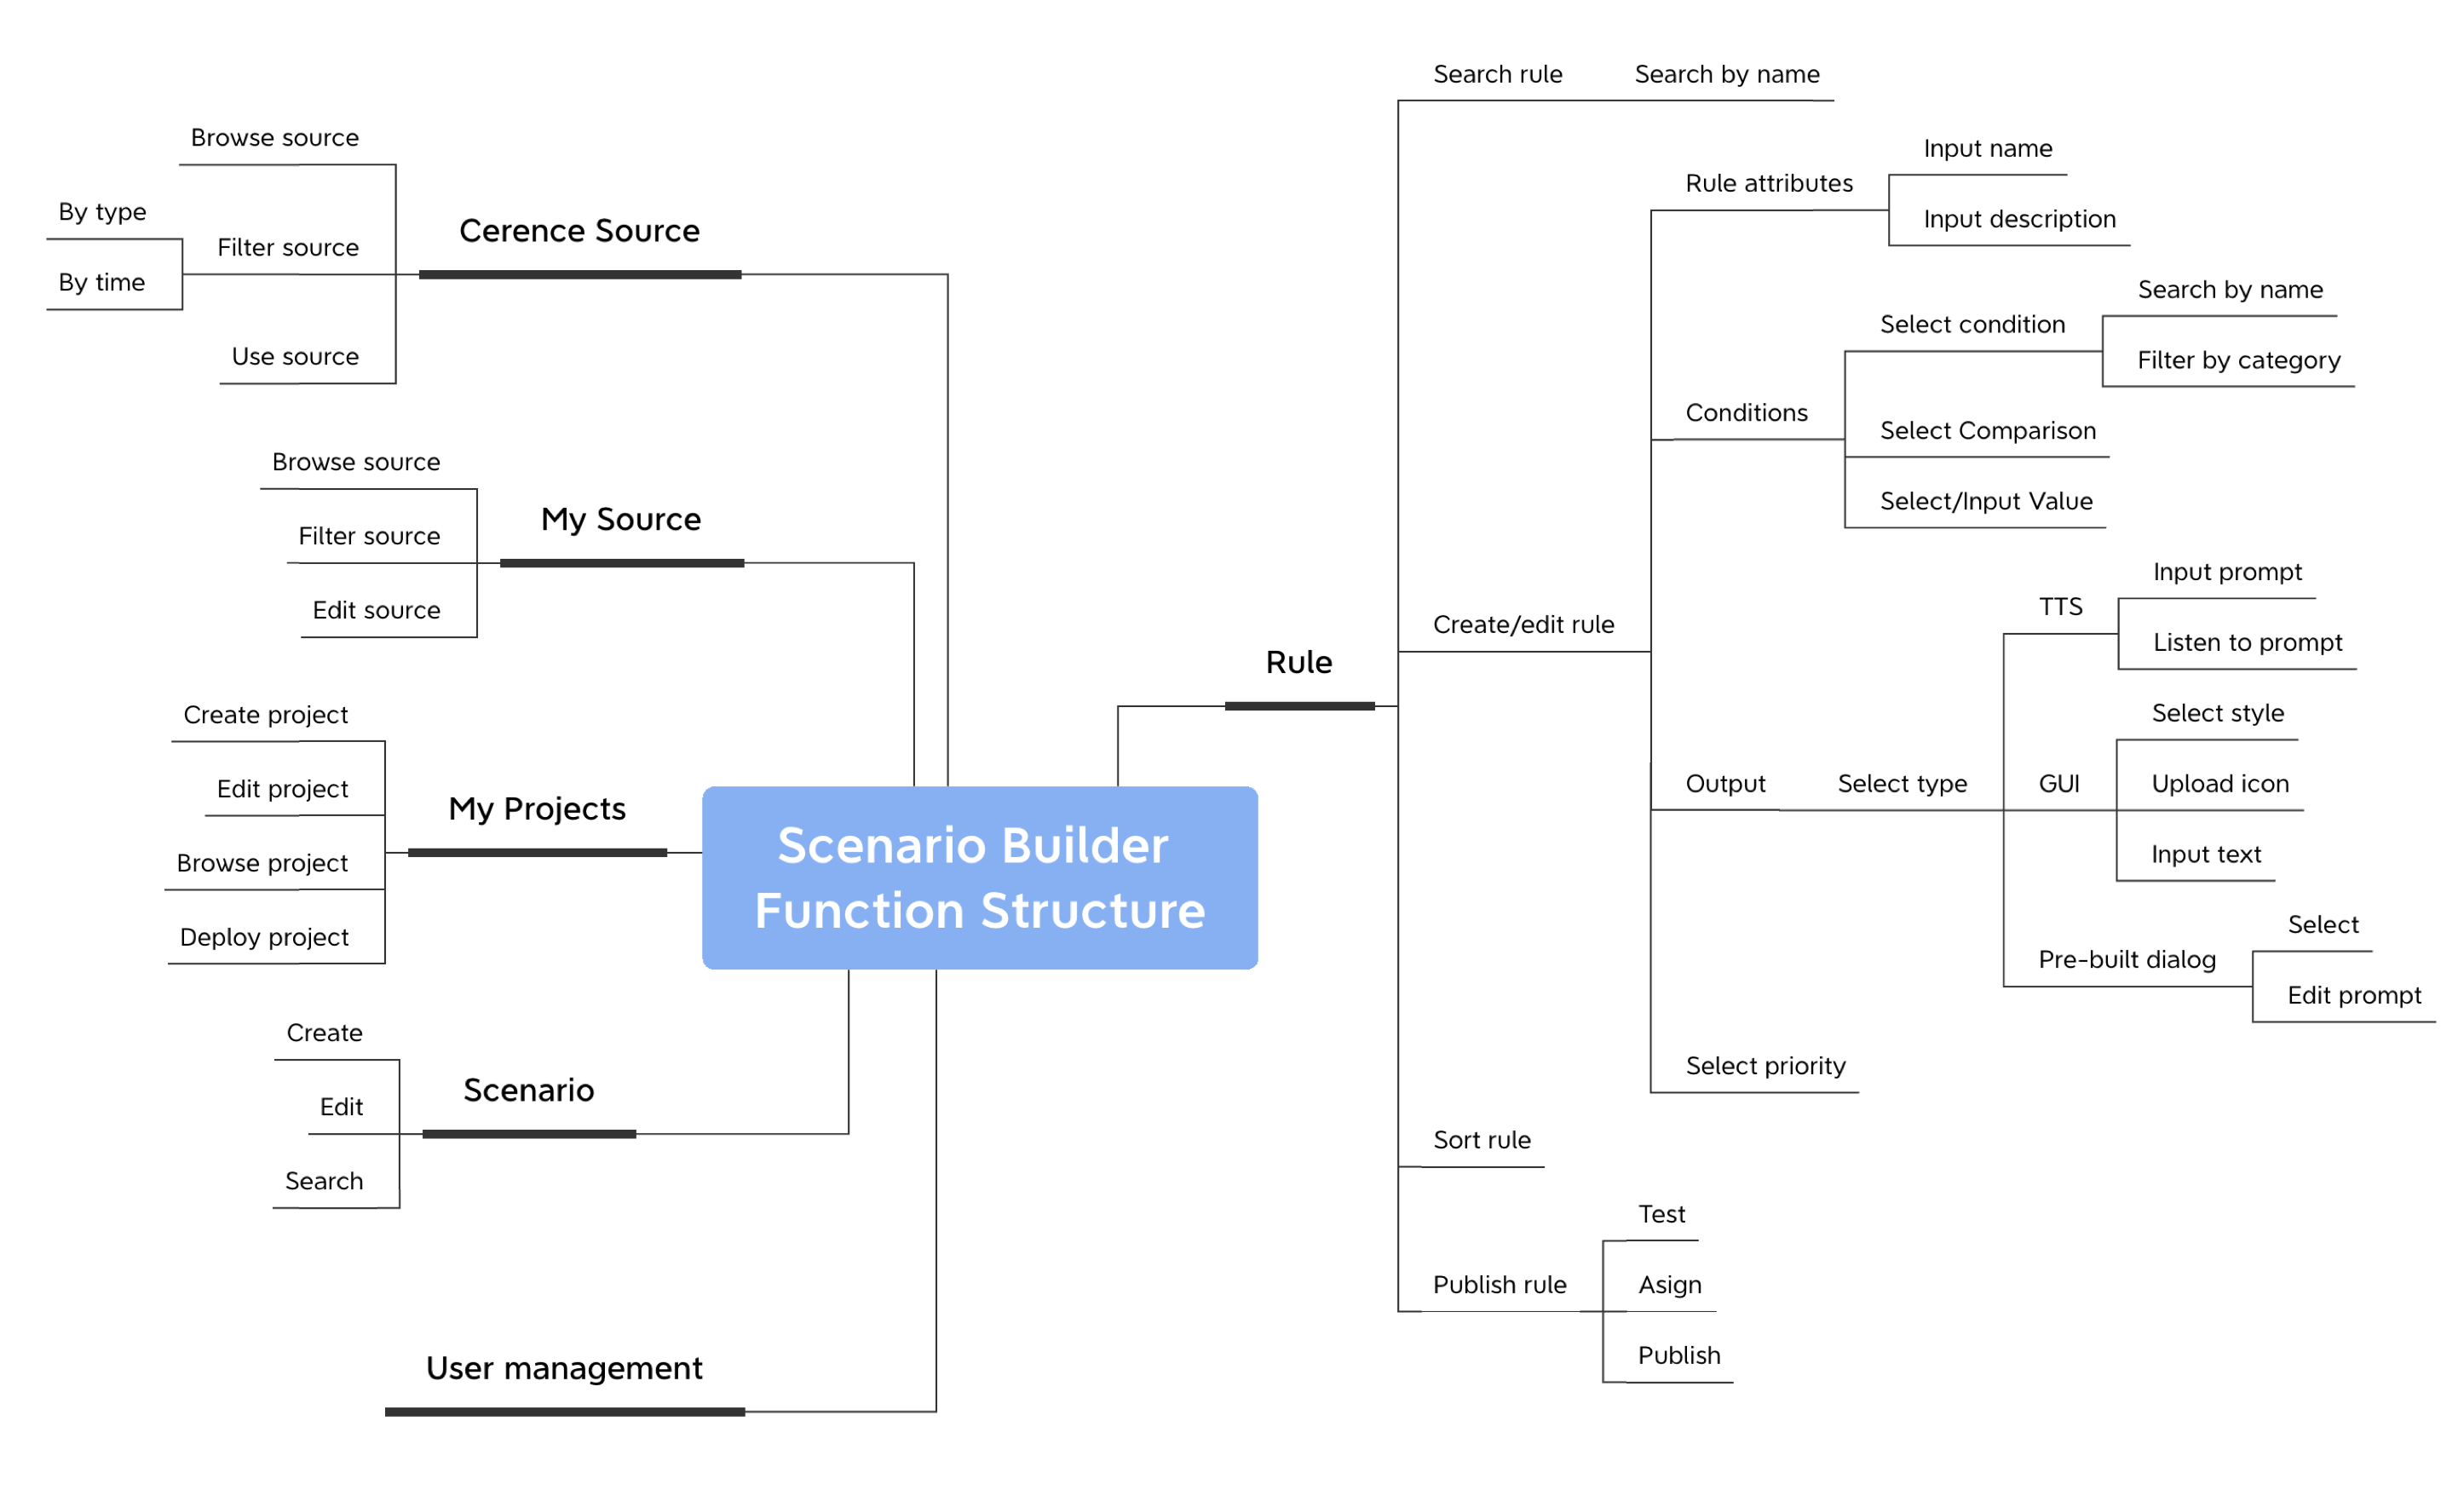 Scenario Builder
Function Structure
Cerence Source
Browse source
Filter source
By type
By time
Use source
My Source
Browse source
Filter source
Edit source
My Projects
Create project
Edit project
Browse project
Deploy project
Scenario
Create
Edit
Search
User management
Rule
Search rule
Search by name
Create/edit rule
Rule attributes
Input name
Input description
Conditions
Select condition
Search by name
Filter by category
Select Comparison
Select/Input Value
Output
Select type
TTS
Input prompt
Listen to prompt
GUI
Select style
Upload icon
Input text
Pre-built dialog
Select
Edit prompt
Select priority
Sort rule
Publish rule
Test
Asign
Publish